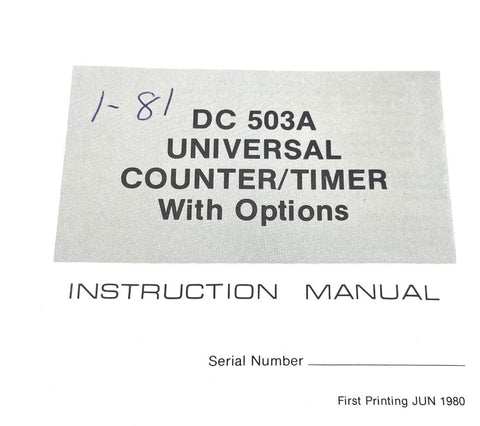 1-81
DC 503A
UNIVERSAL
COUNTER/TIMER
With Options
INSTRUCTION MANUAL
Serial Number
First Printing JUN 1980